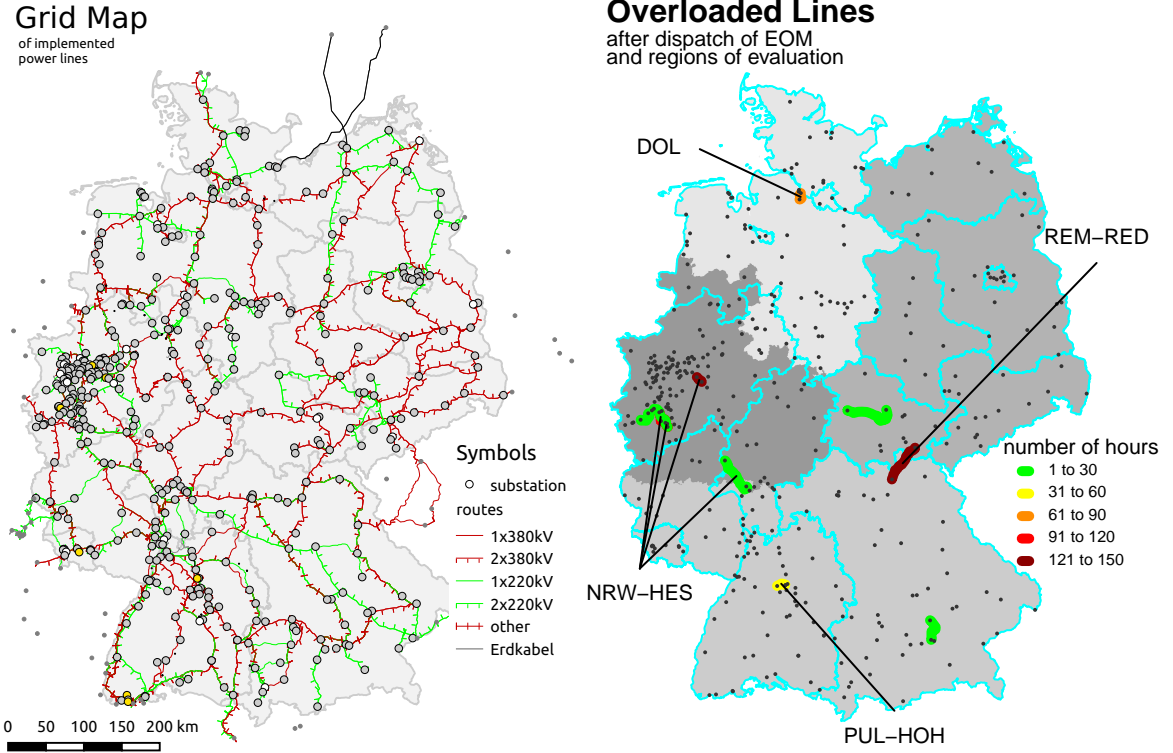 Grid Map
of implemented
power lines
Symbols
substation
routes
1x380kV
2x380kV
1x220kV
2x220kV
other
Erdkabel
0 50 100 150 200 km
Overloaded Lines
after dispatch of EOM
and regions of evaluation
DOL
REM–RED
number of hours
1 to 30
31 to 60
61 to 90
91 to 120
121 to 150
NRW–HES
PUL–HOH